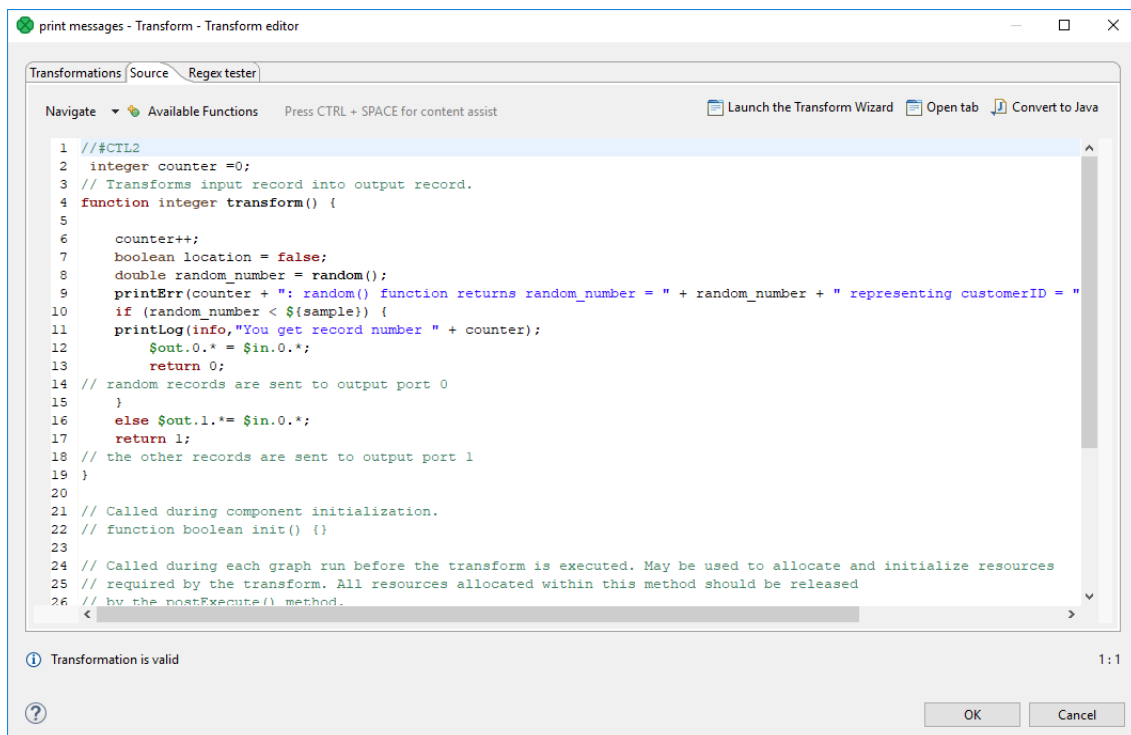 print messages - Transform - Transform editor
Transformations Source Regex tester
Navigate Available Functions Press CTRL + SPACE for content assist Launch the Transform Wizard Open tab Convert to Java
1 //#CTL2
2 integer counter =0;
3 // Transforms input record into output record.
4 function integer transform() {
5
6 counter++;
7 boolean location = false;
8 double random_number = random();
9 printErr(counter + ": random() function returns random_number = " + random_number + " representing customerID = "
10 if (random_number < ${sample}) {
11 printLog(info,"You get record number " + counter);
12 $out.0.* = $in.0.*;
13 return 0;
14 // random records are sent to output port 0
15 }
16 else $out.1.*= $in.0.*;
17 return 1;
18 // the other records are sent to output port 1
19 }
20
21 // Called during component initialization.
22 // function boolean init() {}
23
24 // Called during each graph run before the transform is executed. May be used to allocate and initialize resources
25 // required by the transform. All resources allocated within this method should be released
26 // by the postExecute() method.
Transformation is valid 1 : 1
? OK Cancel